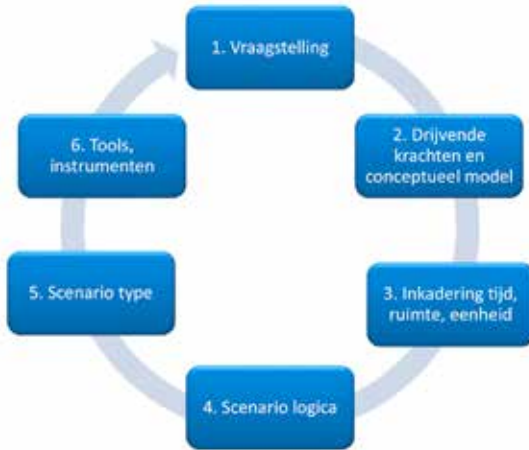 1. Vraagstelling
2. Drijvende
krachten en
conceptueel model
3. Inkadering tijd,
ruimte, eenheid
4. Scenario logica
5. Scenario type
6. Tools,
instrumenten